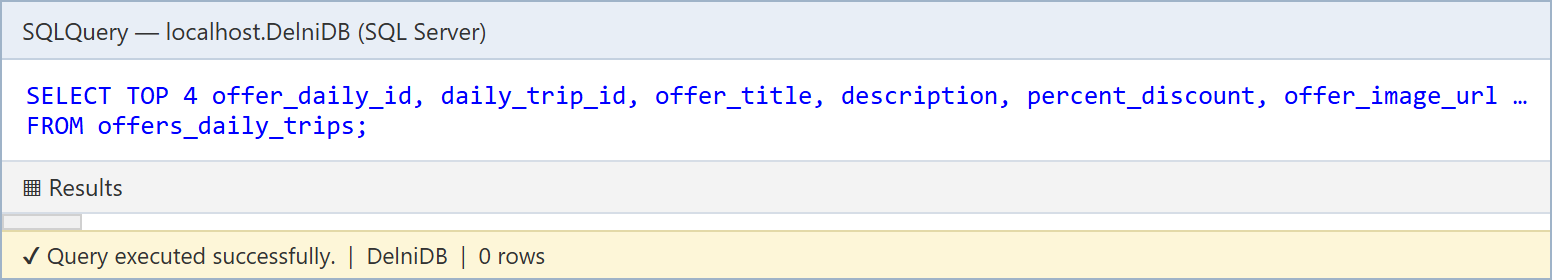 SQLQuery — localhost.DelniDB (SQL Server)
SELECT TOP 4 offer_daily_id, daily_trip_id, offer_title, description, percent_discount, offer_image_url …
FROM offers_daily_trips;
▦ Results
✔ Query executed successfully. | DelniDB | 0 rows